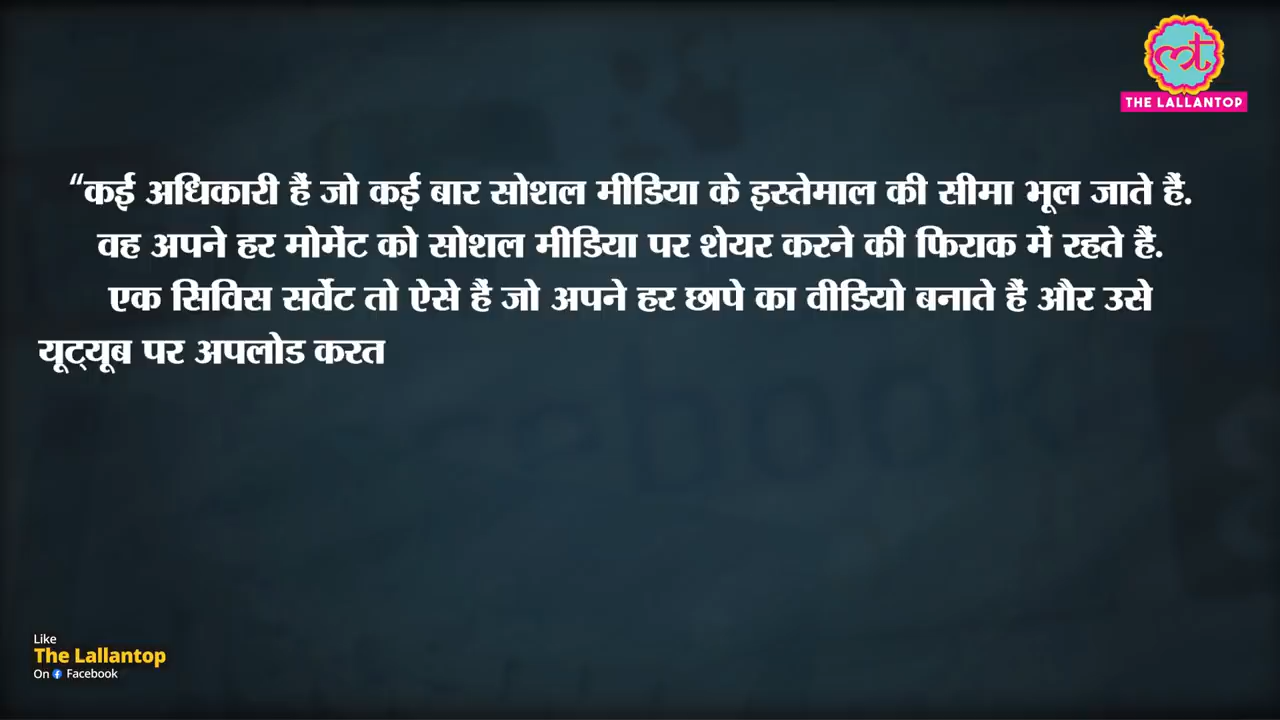 THE LALLANTOP
“कई अधिकारी हैं जो कई बार सोशल मीडिया के इस्तेमाल की सीमा भूल जाते हैं.
वह अपने हर मोमेंट को सोशल मीडिया पर शेयर करने की फिराक में रहते हैं.
एक सिविस सर्वेंट तो ऐसे हैं जो अपने हर छापे का वीडियो बनाते हैं और उसे
यूट्यूब पर अपलोड करत
Like
The Lallantop
On Facebook